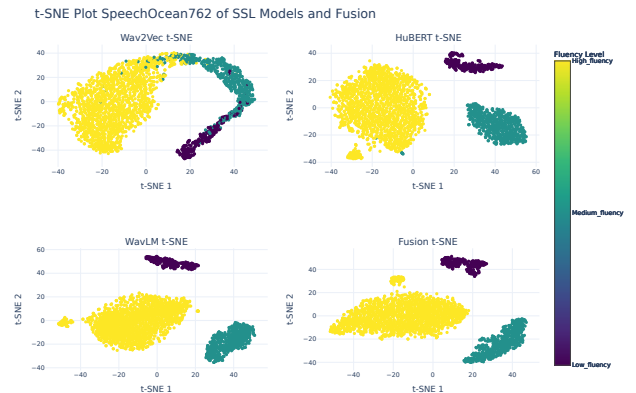 t-SNE Plot SpeechOcean762 of SSL Models and Fusion
Wav2Vec t-SNE
40
20
0
−20
−40
t-SNE 2
−40
−20
0
20
40
t-SNE 1
HuBERT t-SNE
40
20
0
−20
−40
t-SNE 2
−20
0
20
40
60
t-SNE 1
WavLM t-SNE
60
40
20
0
−20
−40
t-SNE 2
−40
−20
0
20
40
t-SNE 1
Fusion t-SNE
40
20
0
−20
−40
t-SNE 2
−40
−20
0
20
40
t-SNE 1
Fluency Level
High_fluency
Medium_fluency
Low_fluency